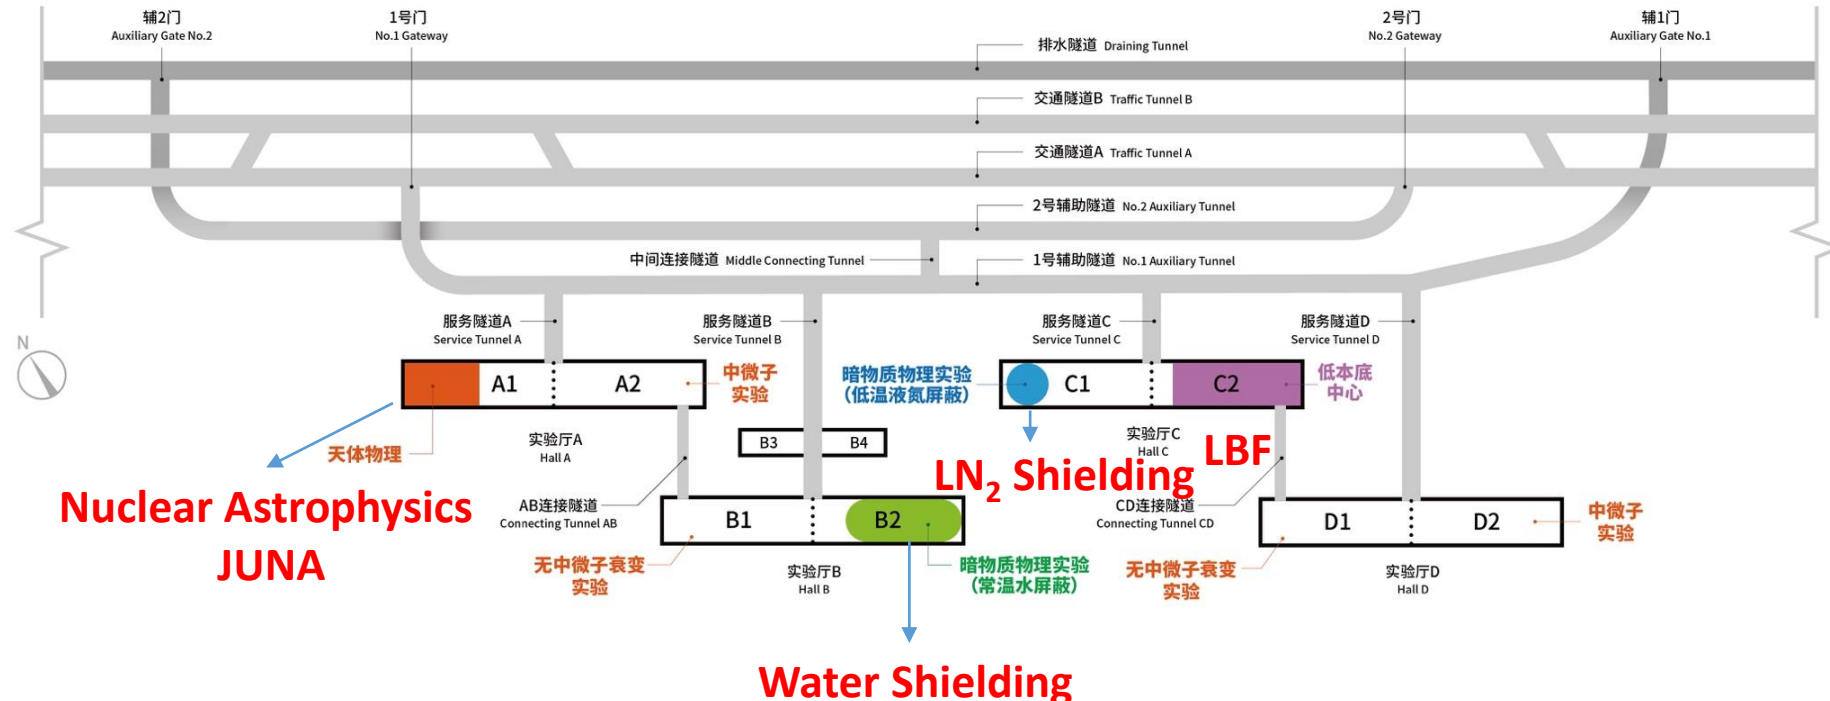 辅2门
Auxiliary Gate No.2
1号门
No.1 Gateway
2号门
No.2 Gateway
辅1门
Auxiliary Gate No.1
排水隧道 Draining Tunnel
交通隧道B Traffic Tunnel B
交通隧道A Traffic Tunnel A
2号辅助隧道 No.2 Auxiliary Tunnel
中间连接隧道 Middle Connecting Tunnel
1号辅助隧道 No.1 Auxiliary Tunnel
服务隧道A
Service Tunnel A
服务隧道B
Service Tunnel B
服务隧道C
Service Tunnel C
服务隧道D
Service Tunnel D
N
A1
A2
中微子
实验
暗物质物理实验
（低温液氮屏蔽）
C1
C2
低本底
中心
天体物理
实验厅A
Hall A
B3
B4
实验厅C
Hall C
LBF
LN2 Shielding
Nuclear Astrophysics
JUNA
AB连接隧道
Connecting Tunnel AB
CD连接隧道
Connecting Tunnel CD
B1
B2
D1
D2
中微子
实验
无中微子衰变
实验
实验厅B
Hall B
暗物质物理实验
（常温水屏蔽）
无中微子衰变
实验
实验厅D
Hall D
Water Shielding